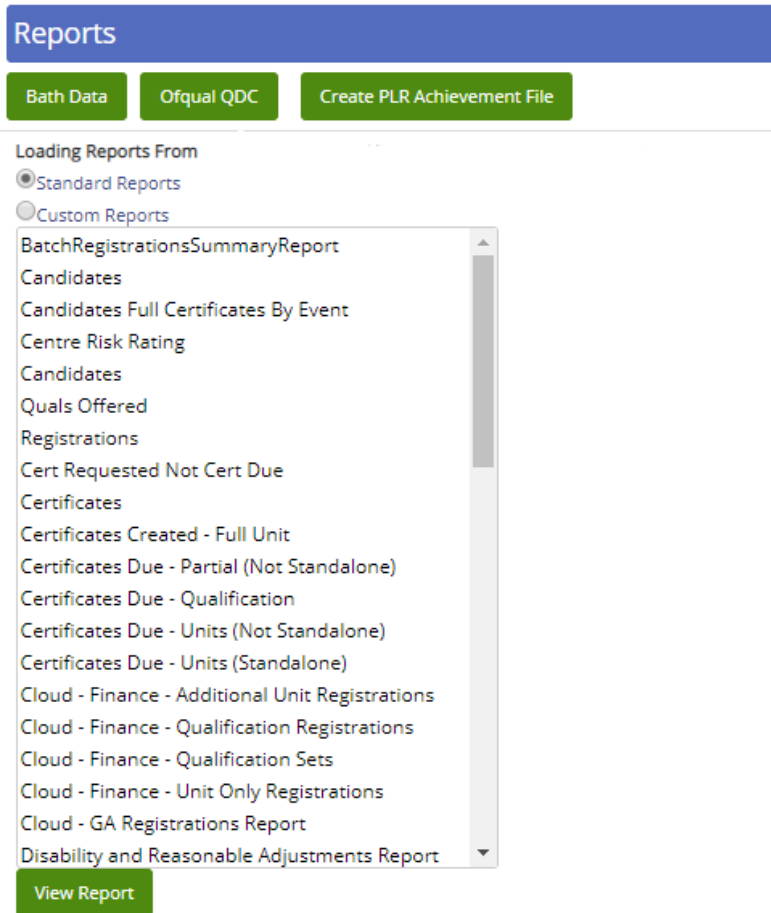 Reports
Bath Data Ofqual QDC Create PLR Achievement File
Loading Reports From
Standard Reports
Custom Reports
BatchRegistrationsSummaryReport
Candidates
Candidates Full Certificates By Event
Centre Risk Rating
Candidates
Quals Offered
Registrations
Cert Requested Not Cert Due
Certificates
Certificates Created - Full Unit
Certificates Due - Partial (Not Standalone)
Certificates Due - Qualification
Certificates Due - Units (Not Standalone)
Certificates Due - Units (Standalone)
Cloud - Finance - Additional Unit Registrations
Cloud - Finance - Qualification Registrations
Cloud - Finance - Qualification Sets
Cloud - Finance - Unit Only Registrations
Cloud - GA Registrations Report
Disability and Reasonable Adjustments Report
View Report